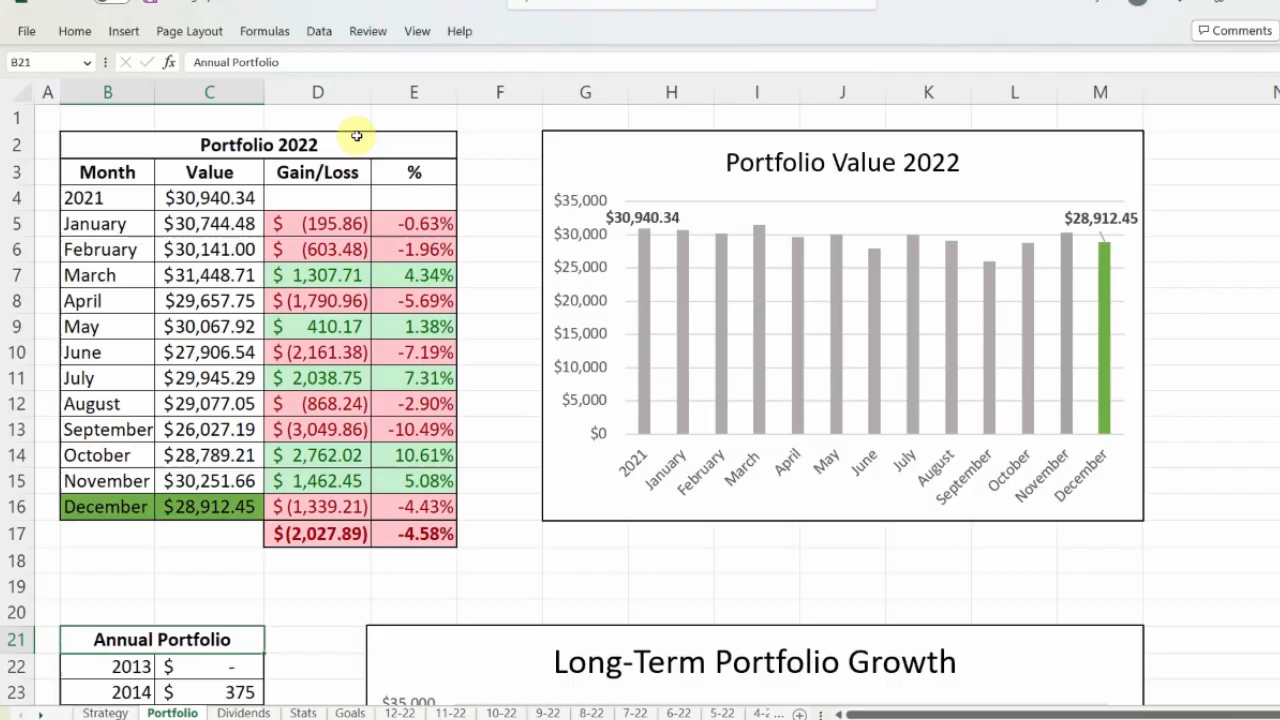 File Home Insert Page Layout Formulas Data Review View Help Comments
B21 fx Annual Portfolio
A B C D E F G H I J K L M N
1
2 Portfolio 2022
3 Month Value Gain/Loss %
4 2021 $30,940.34
5 January $30,744.48 $ (195.86) -0.63%
6 February $30,141.00 $ (603.48) -1.96%
7 March $31,448.71 $ 1,307.71 4.34%
8 April $29,657.75 $ (1,790.96) -5.69%
9 May $30,067.92 $ 410.17 1.38%
10 June $27,906.54 $ (2,161.38) -7.19%
11 July $29,945.29 $ 2,038.75 7.31%
12 August $29,077.05 $ (868.24) -2.90%
13 September $26,027.19 $ (3,049.86) -10.49%
14 October $28,789.21 $ 2,762.02 10.61%
15 November $30,251.66 $ 1,462.45 5.08%
16 December $28,912.45 $ (1,339.21) -4.43%
17 $ (2,027.89) -4.58%
18
19
20
Portfolio Value 2022
$35,000
$30,940.34 $28,912.45
$30,000
$25,000
$20,000
$15,000
$10,000
$5,000
$0
2021 January February March April May June July August September October November December
21 Annual Portfolio
22 2013 $ -
23 2014 $ 375
Long-Term Portfolio Growth
$35,000
Strategy Portfolio Dividends Stats Goals 12-22 11-22 10-22 9-22 8-22 7-22 6-22 5-22 ...